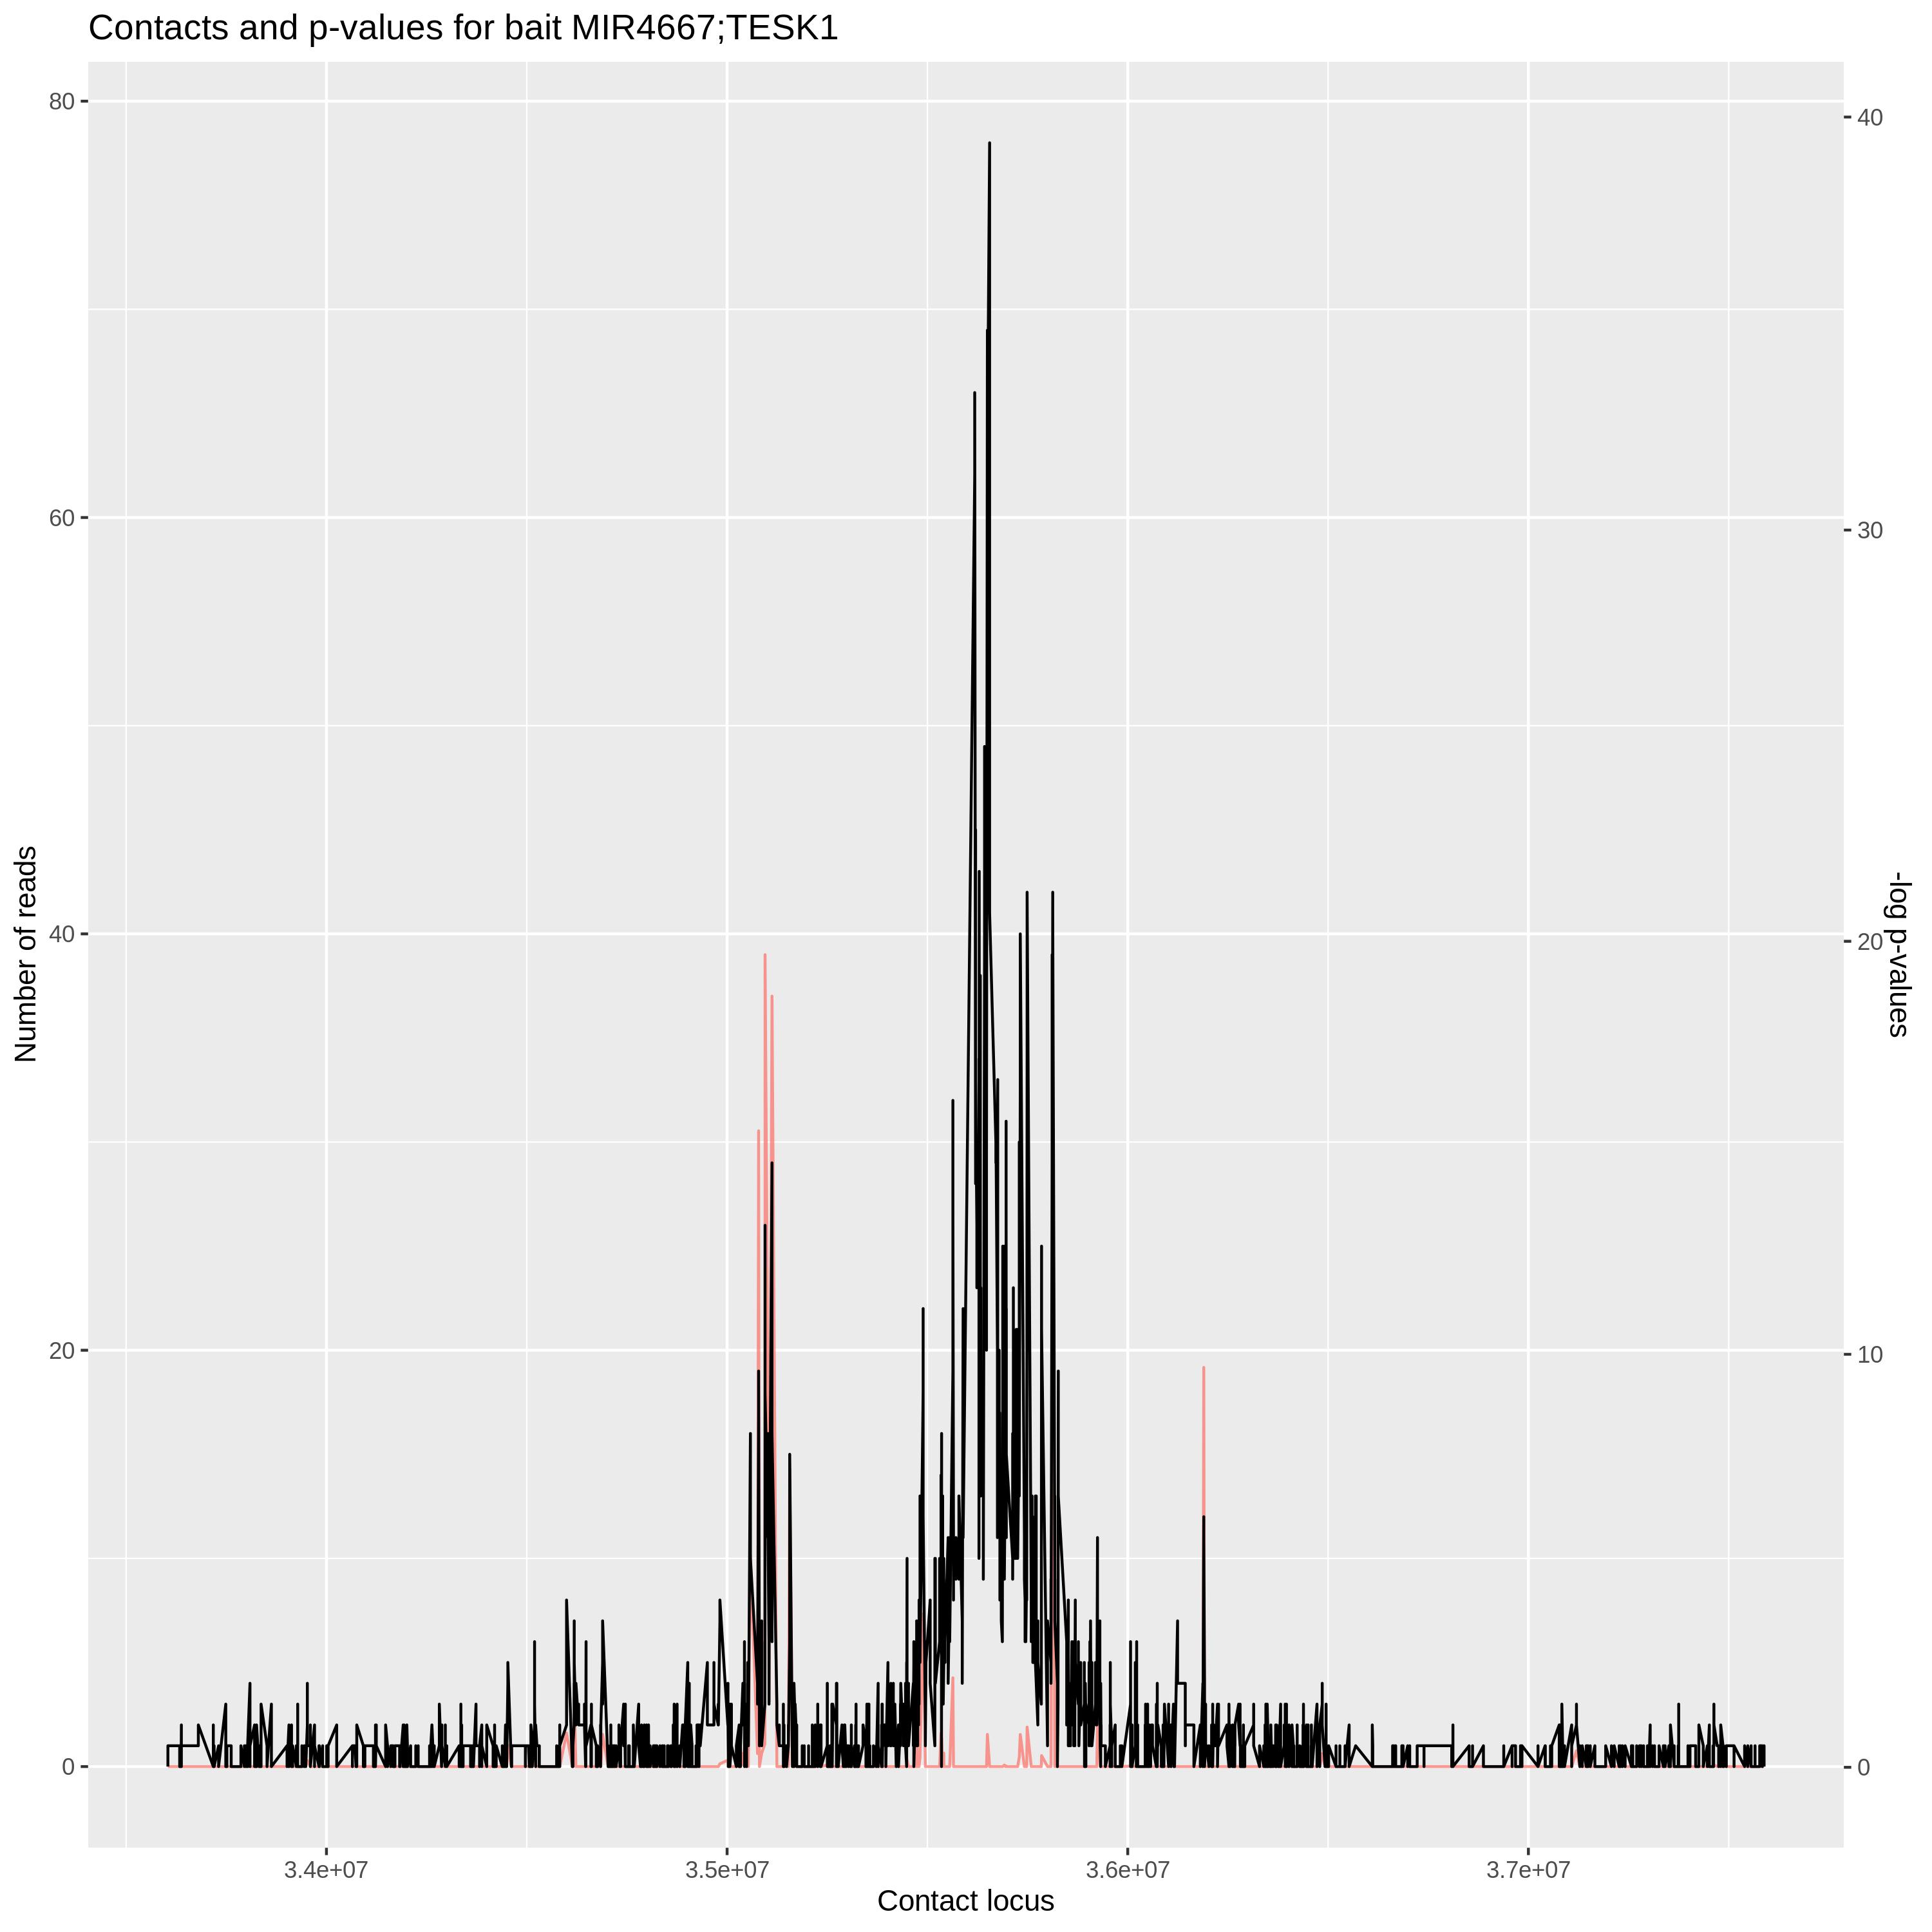 Contacts and p-values for bait MIR4667;TESK1
80
60
40
20
0
Number of reads
40
30
20
10
0
-log p-values
3.4e+07
3.5e+07
3.6e+07
3.7e+07
Contact locus